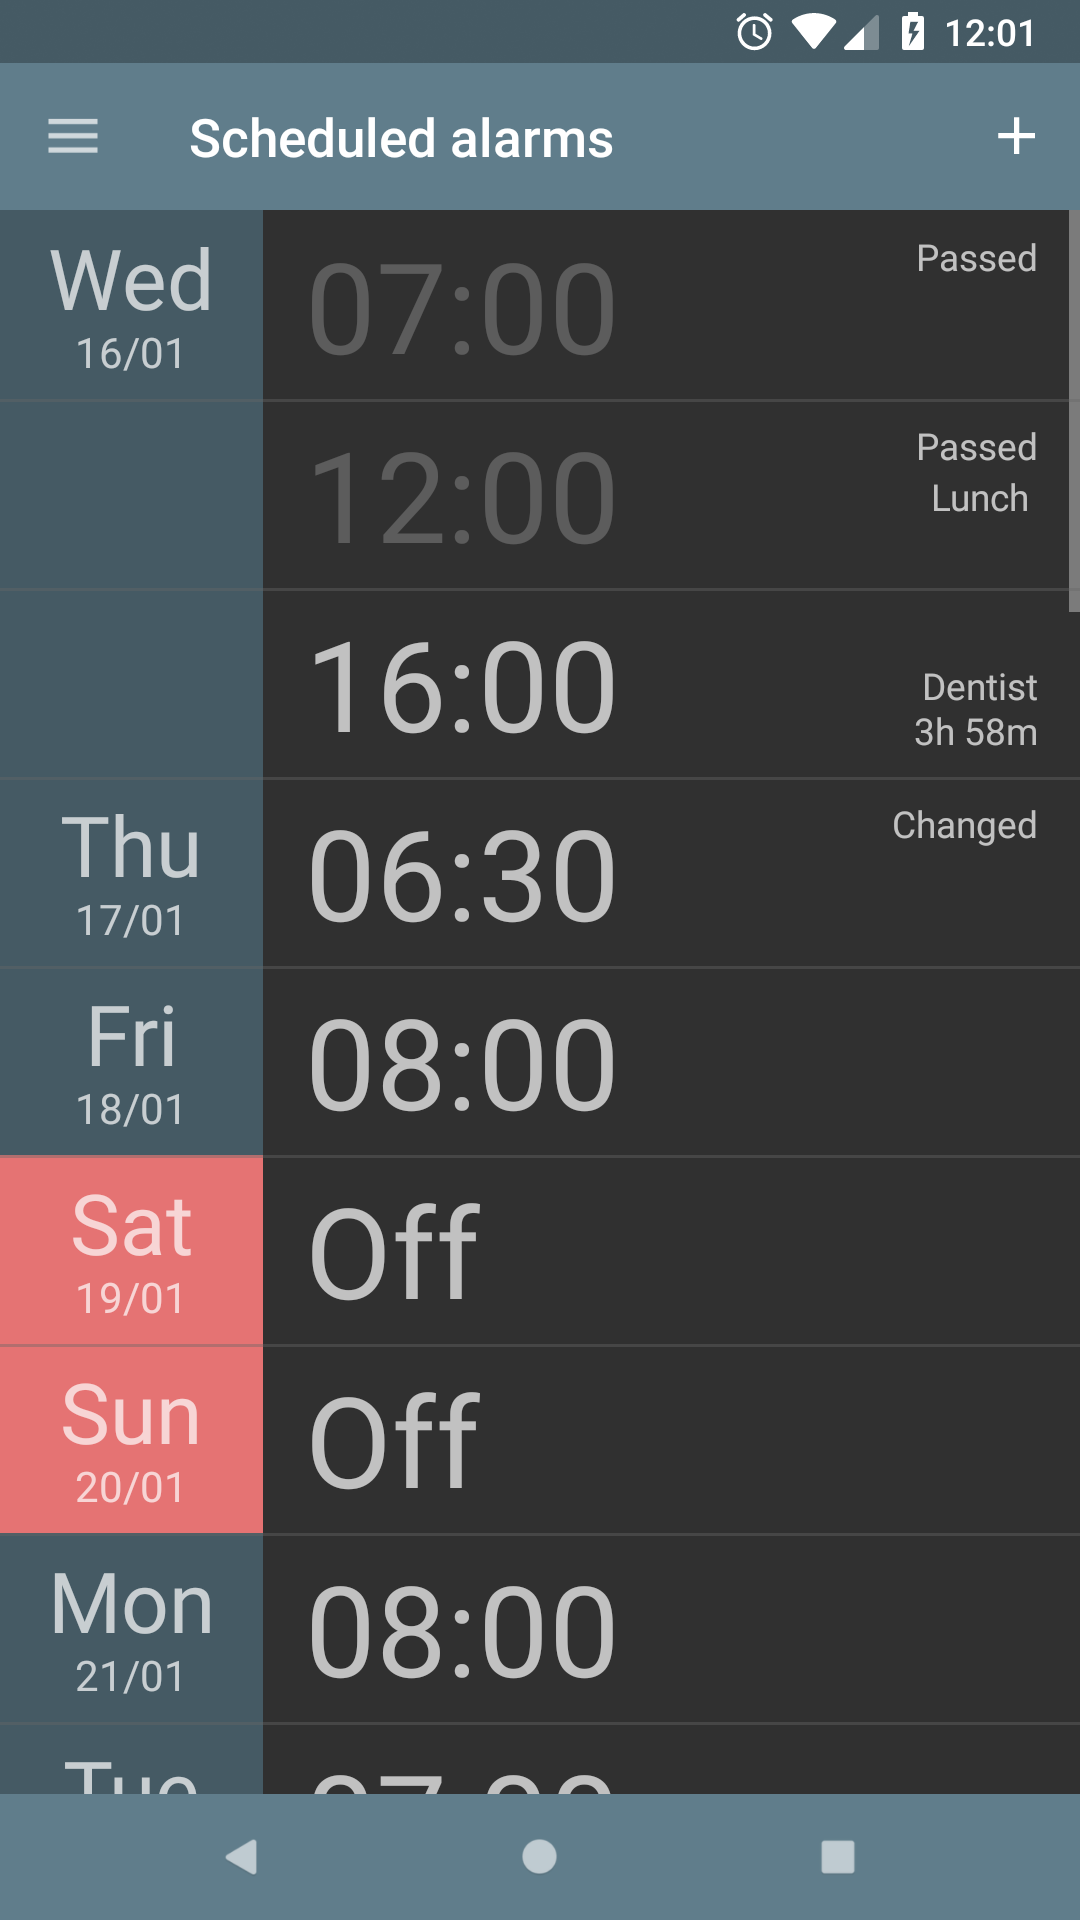 12:01
Scheduled alarms
Wed
16/01
07:00
Passed
12:00
Passed
Lunch
16:00
Dentist
3h 58m
Thu
17/01
06:30
Changed
Fri
18/01
08:00
Sat
19/01
Off
Sun
20/01
Off
Mon
21/01
08:00
Tue